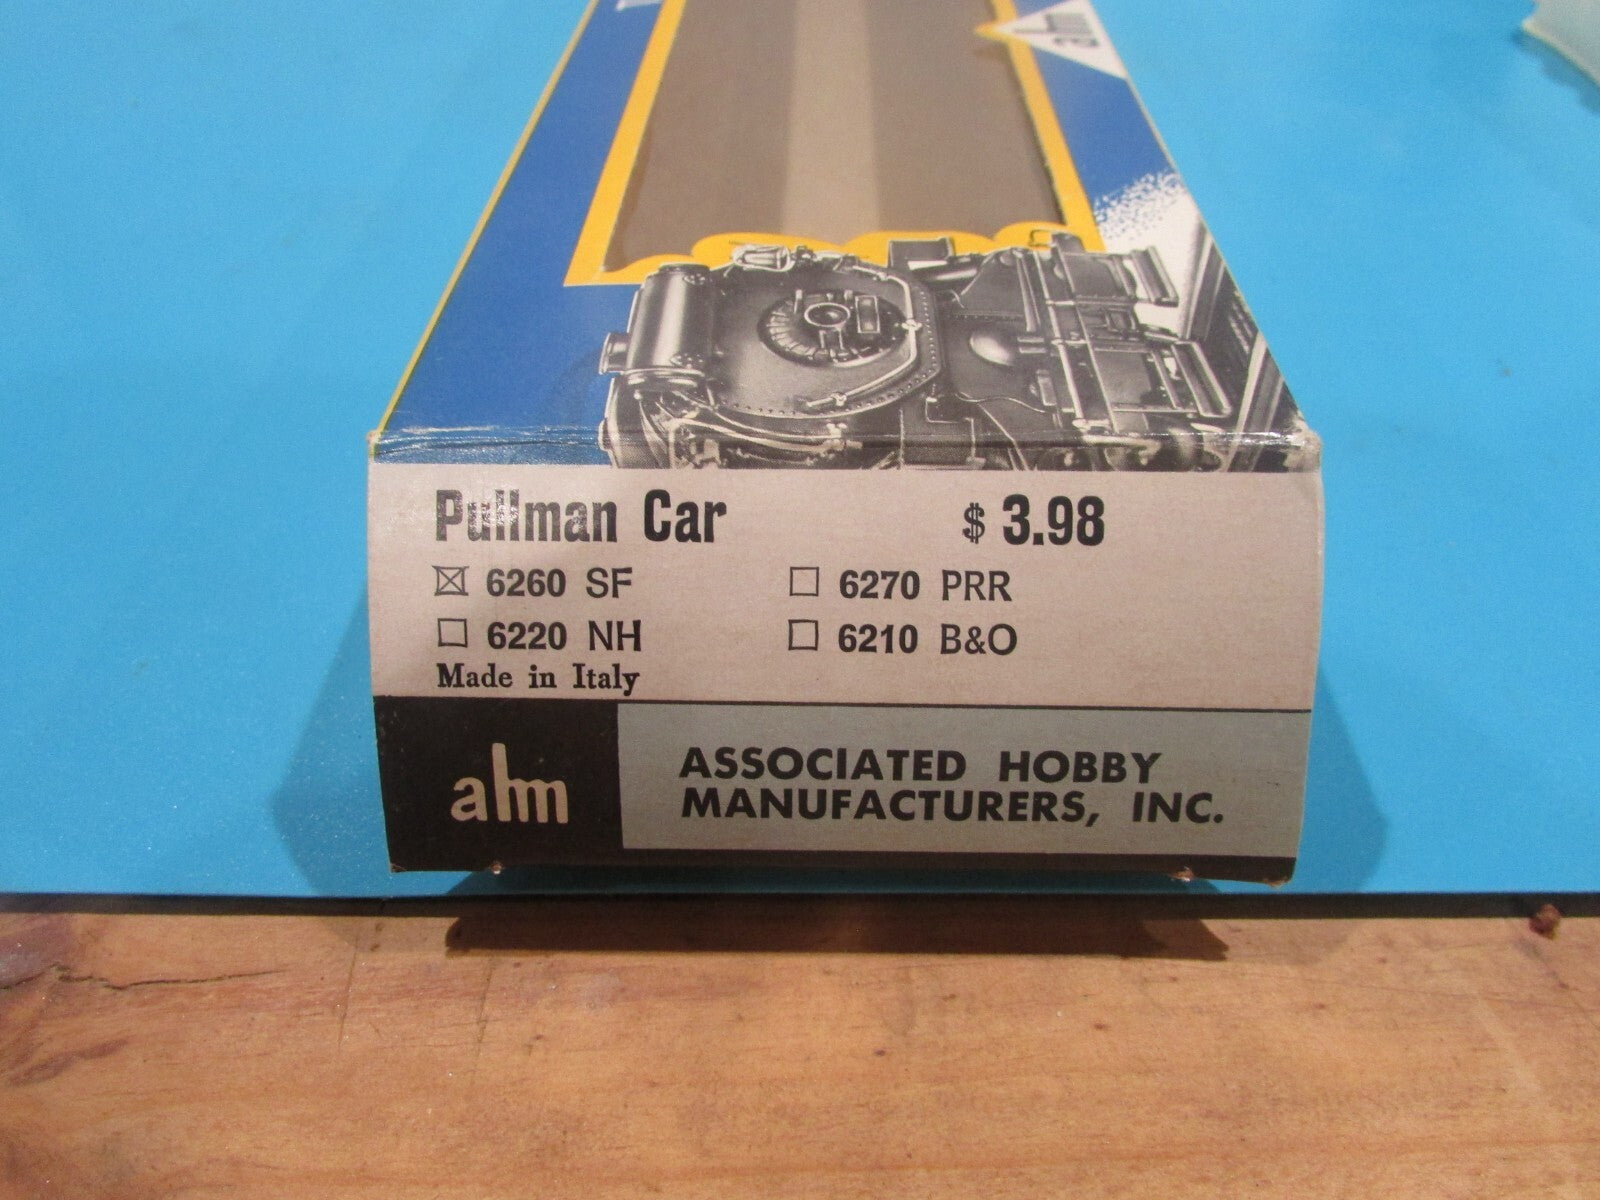 ahm
Pullman Car $3.98
☒ 6260 SF ☐ 6270 PRR
☐ 6220 NH ☐ 6210 B&O
Made in Italy
ahm
ASSOCIATED HOBBY
MANUFACTURERS, INC.